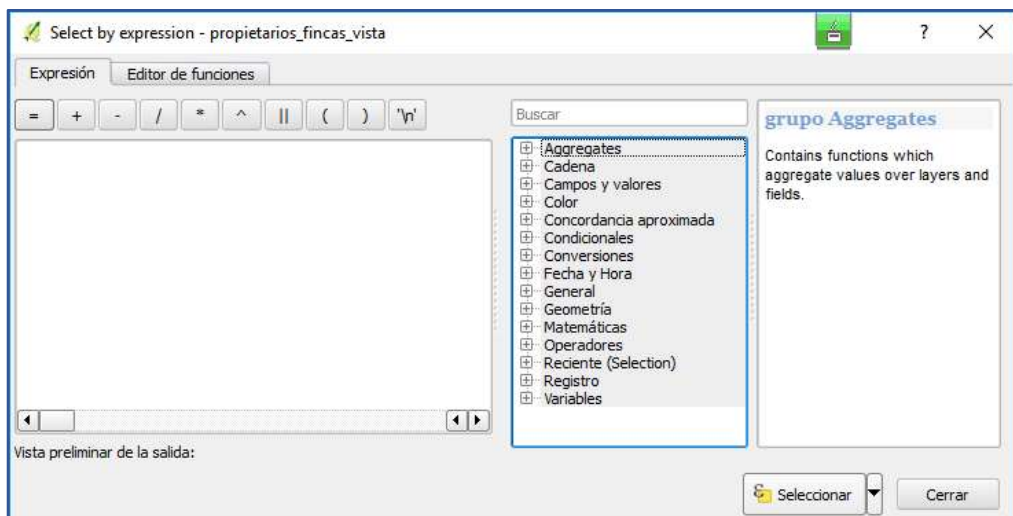 Select by expression - propietarios_fincas_vista
?
Expresión
Editor de funciones
= + - / * ^ || ( ) '\n'
Buscar
Aggregates
Cadena
Campos y valores
Color
Concordancia aproximada
Condicionales
Conversiones
Fecha y Hora
General
Geometría
Matemáticas
Operadores
Reciente (Selection)
Registro
Variables
grupo Aggregates
Contains functions which
aggregate values over layers and
fields.
Vista preliminar de la salida:
ε Seleccionar
Cerrar